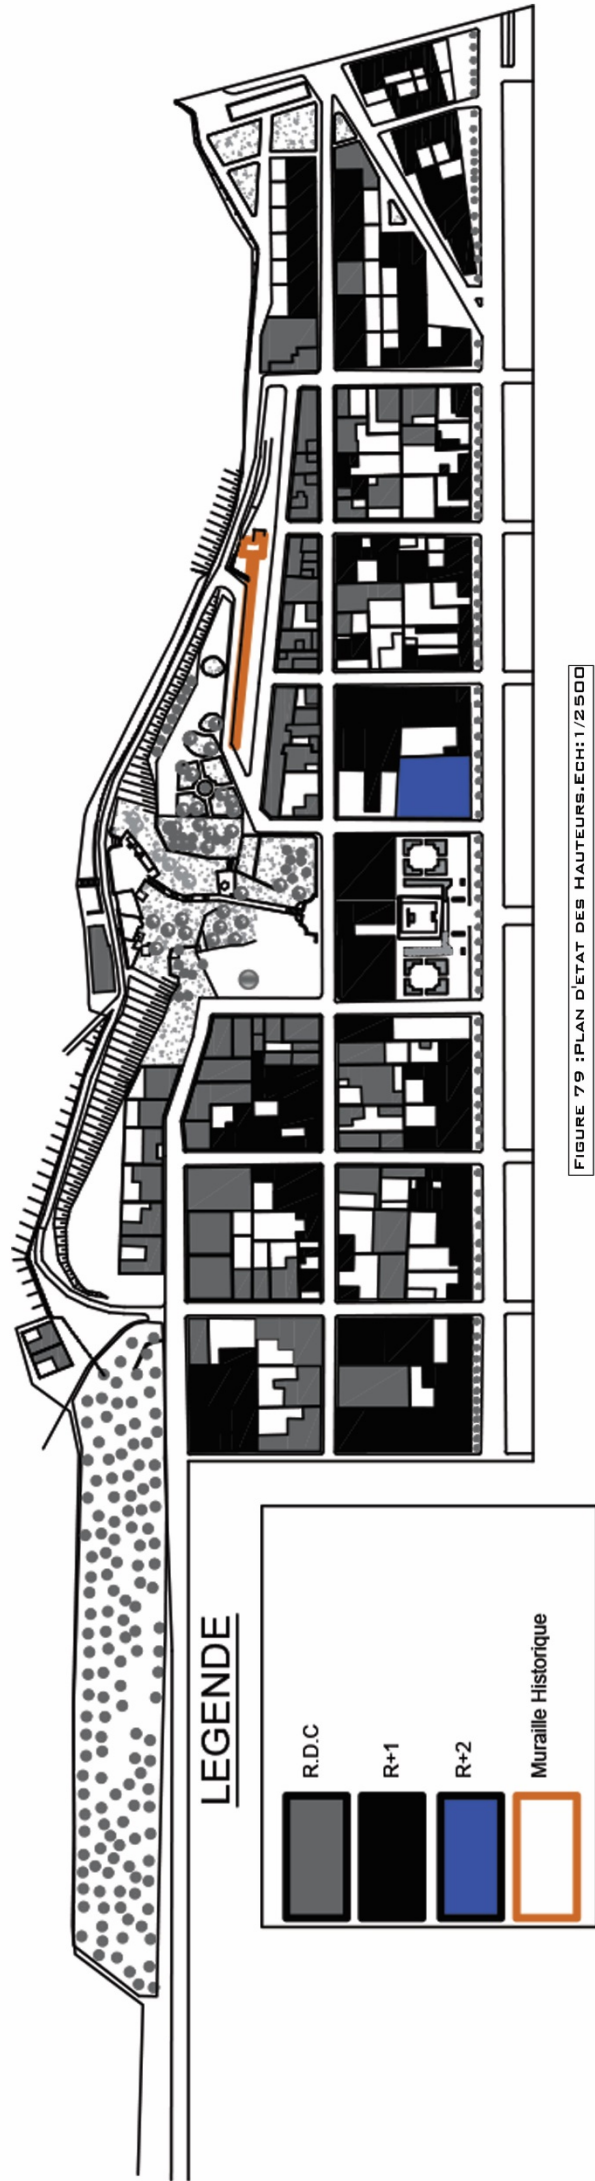 LEGENDE
R.D.C
R+1
R+2
Muraille Historique
FIGURE 79 :PLAN D'ETAT DES HAUTEURS.ECH:1/2500